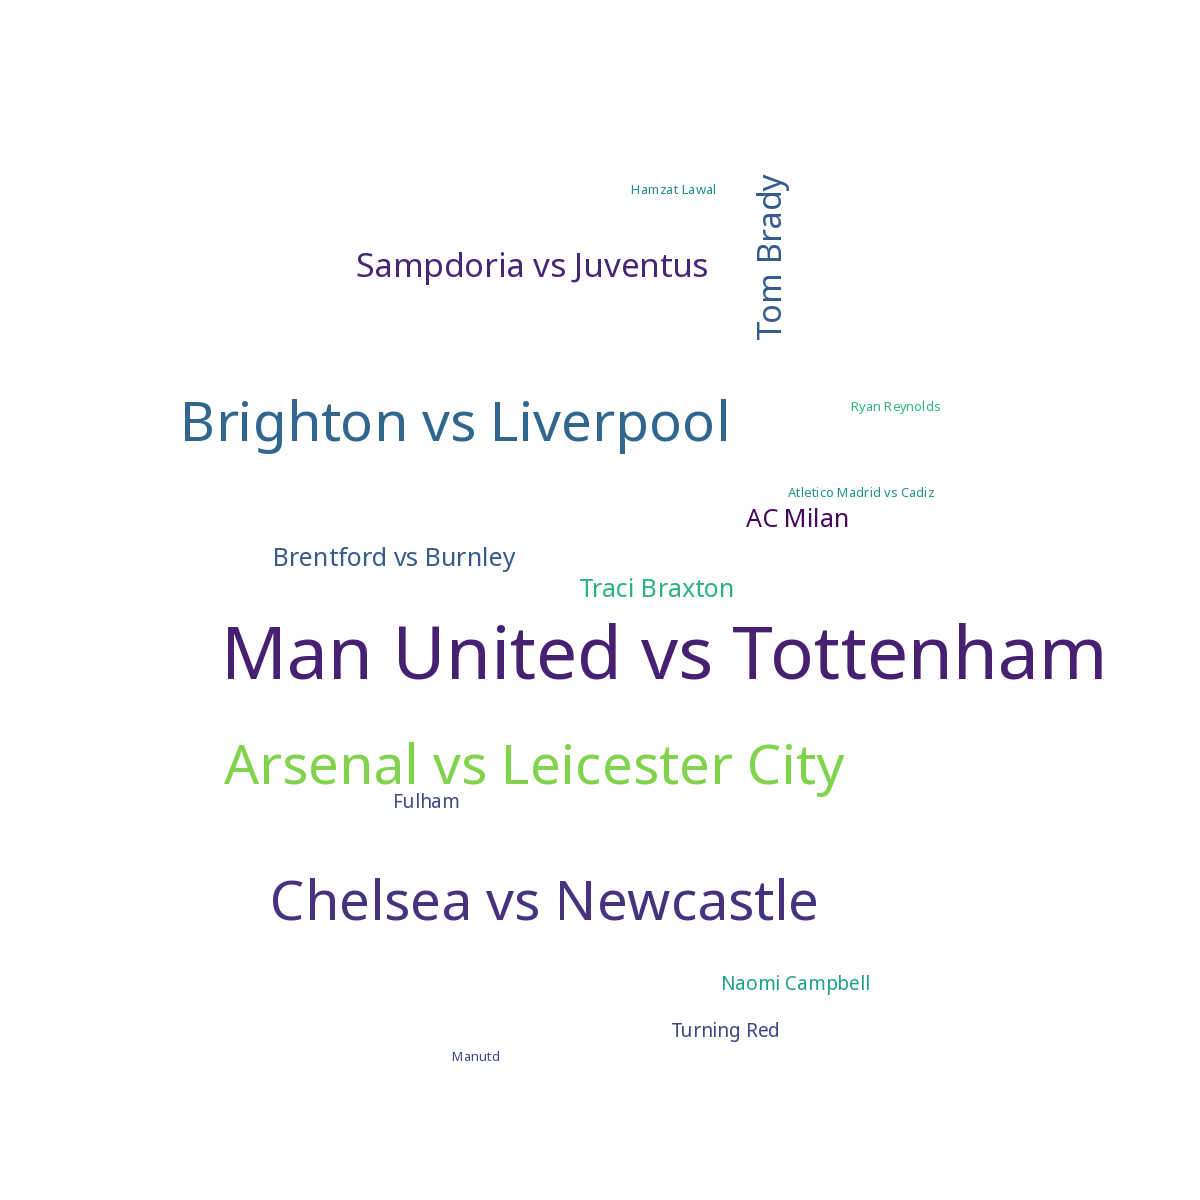 Hamzat Lawal
Tom Brady
Sampdoria vs Juventus
Brighton vs Liverpool
Ryan Reynolds
Atletico Madrid vs Cadiz
AC Milan
Brentford vs Burnley
Traci Braxton
Man United vs Tottenham
Arsenal vs Leicester City
Fulham
Chelsea vs Newcastle
Naomi Campbell
Turning Red
Manutd